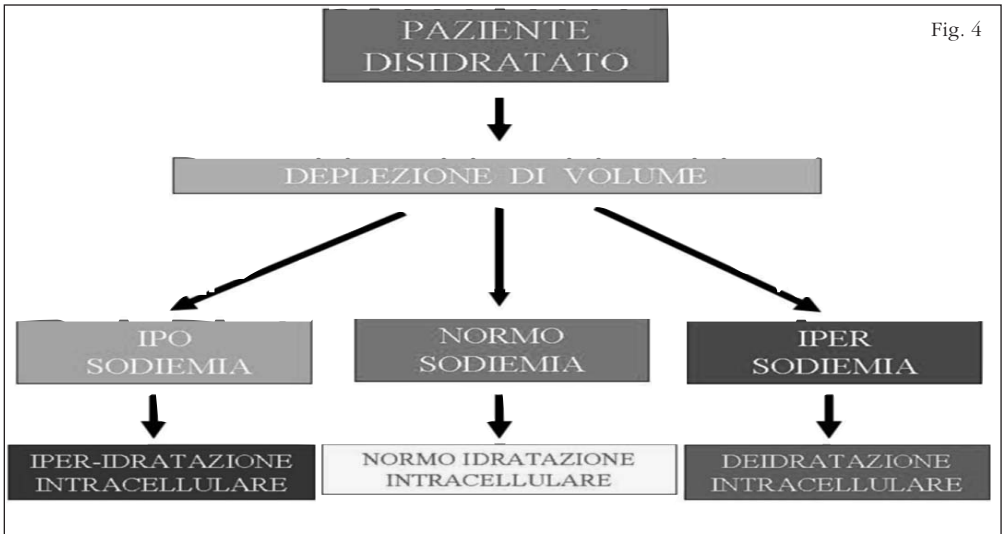 Fig. 4
PAZIENTE
DISIDRATATO
DEPLEZIONE DI VOLUME
IPO
SODIEMIA
NORMO
SODIEMIA
IPER
SODIEMIA
IPER-IDRATAZIONE
INTRACELLULARE
NORMO IDRATAZIONE
INTRACELLULARE
DEIDRATAZIONE
INTRACELLULARE